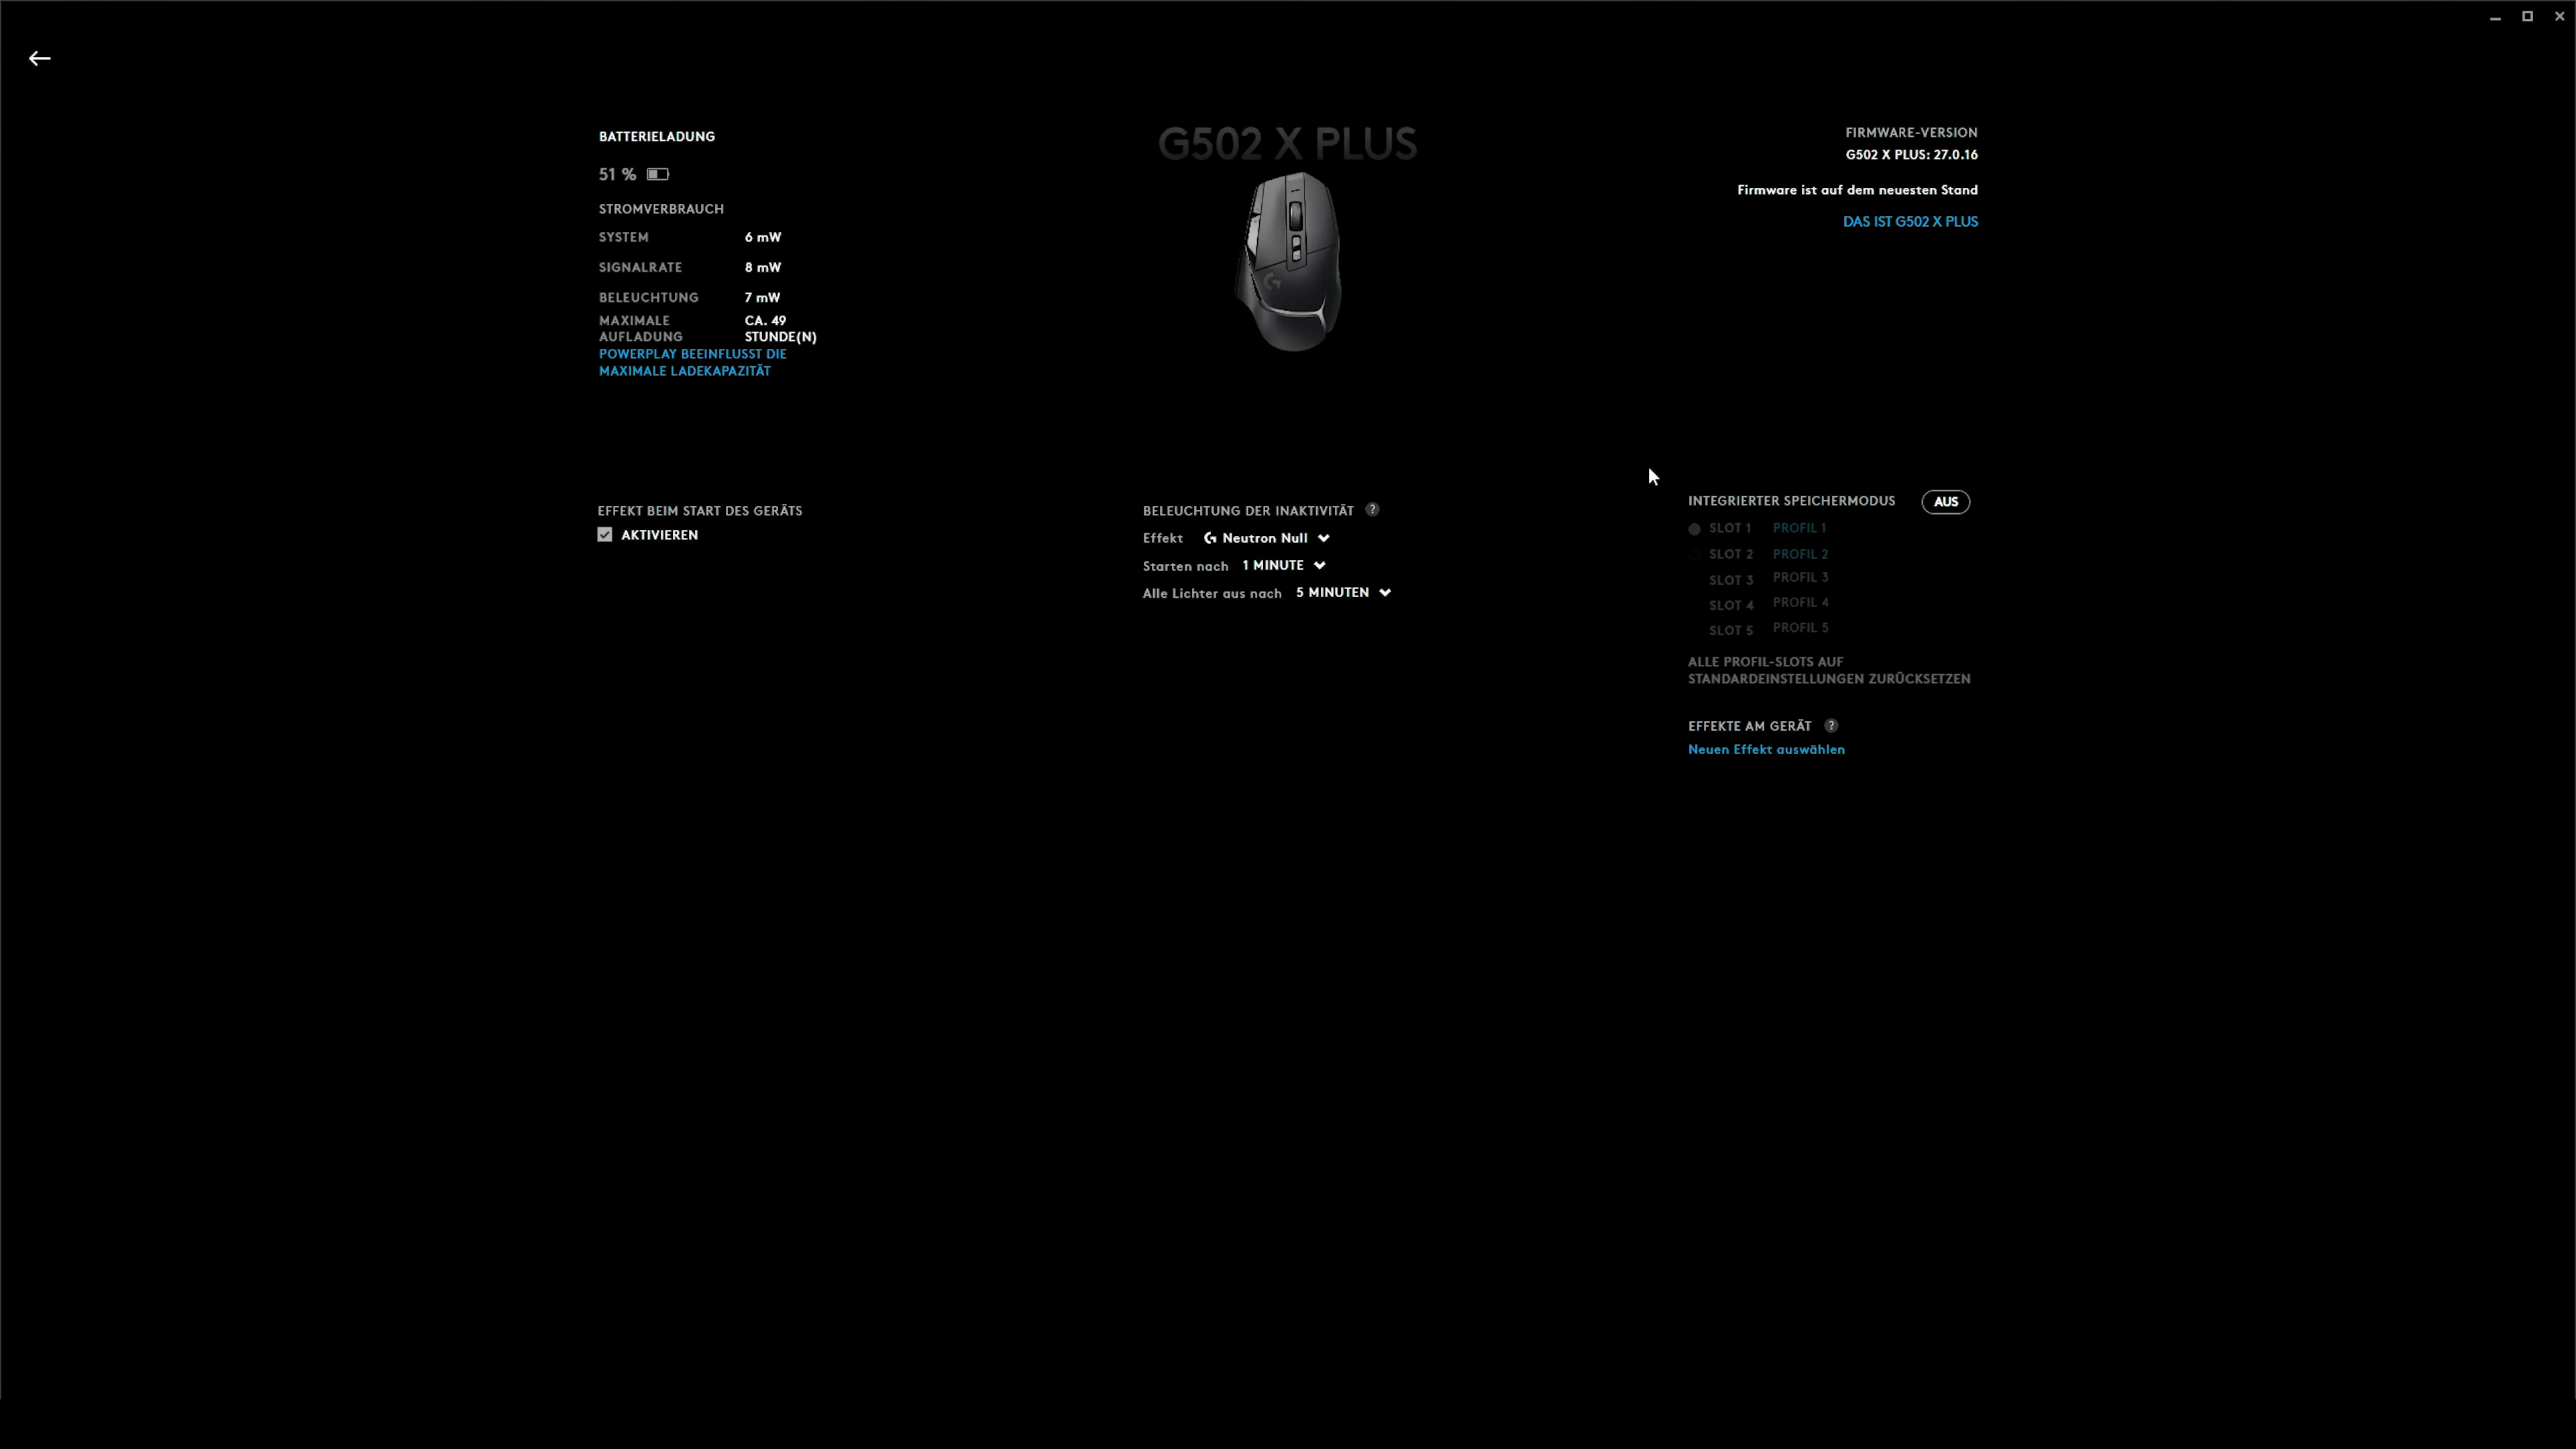 BATTERIELADUNG
51 %
STROMVERBRAUCH
SYSTEM 6 mW
SIGNALRATE 8 mW
BELEUCHTUNG 7 mW
MAXIMALE AUFLADUNG CA. 49 STUNDE(N)
POWERPLAY BEEINFLUSST DIE
MAXIMALE LADEKAPAZITÄT
G502 X PLUS
FIRMWARE-VERSION
G502 X PLUS: 27.0.16
Firmware ist auf dem neuesten Stand
DAS IST G502 X PLUS
EFFEKT BEIM START DES GERÄTS
AKTIVIEREN
BELEUCHTUNG DER INAKTIVITÄT ?
Effekt Neutron Null
Starten nach 1 MINUTE
Alle Lichter aus nach 5 MINUTEN
INTEGRIERTER SPEICHERMODUS AUS
SLOT 1 PROFIL 1
SLOT 2 PROFIL 2
SLOT 3 PROFIL 3
SLOT 4 PROFIL 4
SLOT 5 PROFIL 5
ALLE PROFIL-SLOTS AUF
STANDARDEINSTELLUNGEN ZURÜCKSETZEN
EFFEKTE AM GERÄT ?
Neuen Effekt auswählen